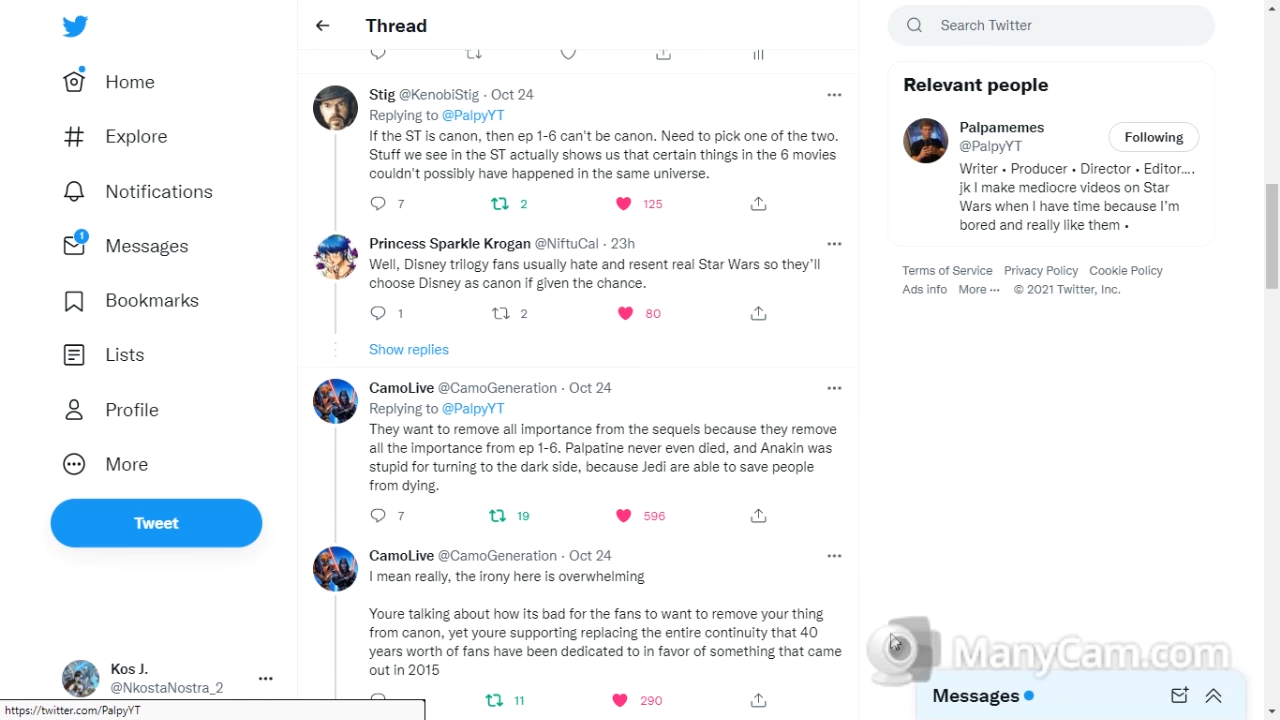 Home
Explore
Notifications
1
Messages
Bookmarks
Lists
Profile
More
Tweet
Kos J.
@NkostaNostra_2
https://twitter.com/PalpyYT
Thread
Stig @KenobiStig · Oct 24
Replying to @PalpyYT
If the ST is canon, then ep 1-6 can't be canon. Need to pick one of the two.
Stuff we see in the ST actually shows us that certain things in the 6 movies
couldn't possibly have happened in the same universe.
7 2 125
Princess Sparkle Krogan @NiftuCal · 23h
Well, Disney trilogy fans usually hate and resent real Star Wars so they'll
choose Disney as canon if given the chance.
1 2 80
Show replies
CamoLive @CamoGeneration · Oct 24
Replying to @PalpyYT
They want to remove all importance from the sequels because they remove
all the importance from ep 1-6. Palpatine never even died, and Anakin was
stupid for turning to the dark side, because Jedi are able to save people
from dying.
7 19 596
CamoLive @CamoGeneration · Oct 24
I mean really, the irony here is overwhelming
Youre talking about how its bad for the fans to want to remove your thing
from canon, yet youre supporting replacing the entire continuity that 40
years worth of fans have been dedicated to in favor of something that came
out in 2015
11 290
Search Twitter
Relevant people
Palpamemes
@PalpyYT
Following
Writer • Producer • Director • Editor....
jk I make mediocre videos on Star
Wars when I have time because I'm
bored and really like them •
Terms of Service Privacy Policy Cookie Policy
Ads info More ··· © 2021 Twitter, Inc.
ManyCam.com
Messages